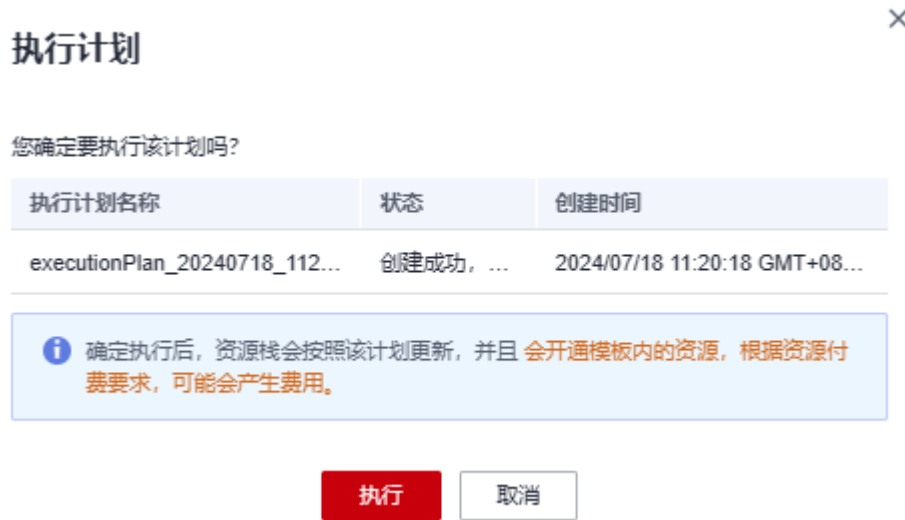 执行计划
您确定要执行该计划吗？
执行计划名称 状态 创建时间
executionPlan_20240718_112... 创建成功，... 2024/07/18 11:20:18 GMT+08...
确定执行后，资源栈会按照该计划更新，并且 会开通模板内的资源，根据资源付
费要求，可能会产生费用。
执行 取消